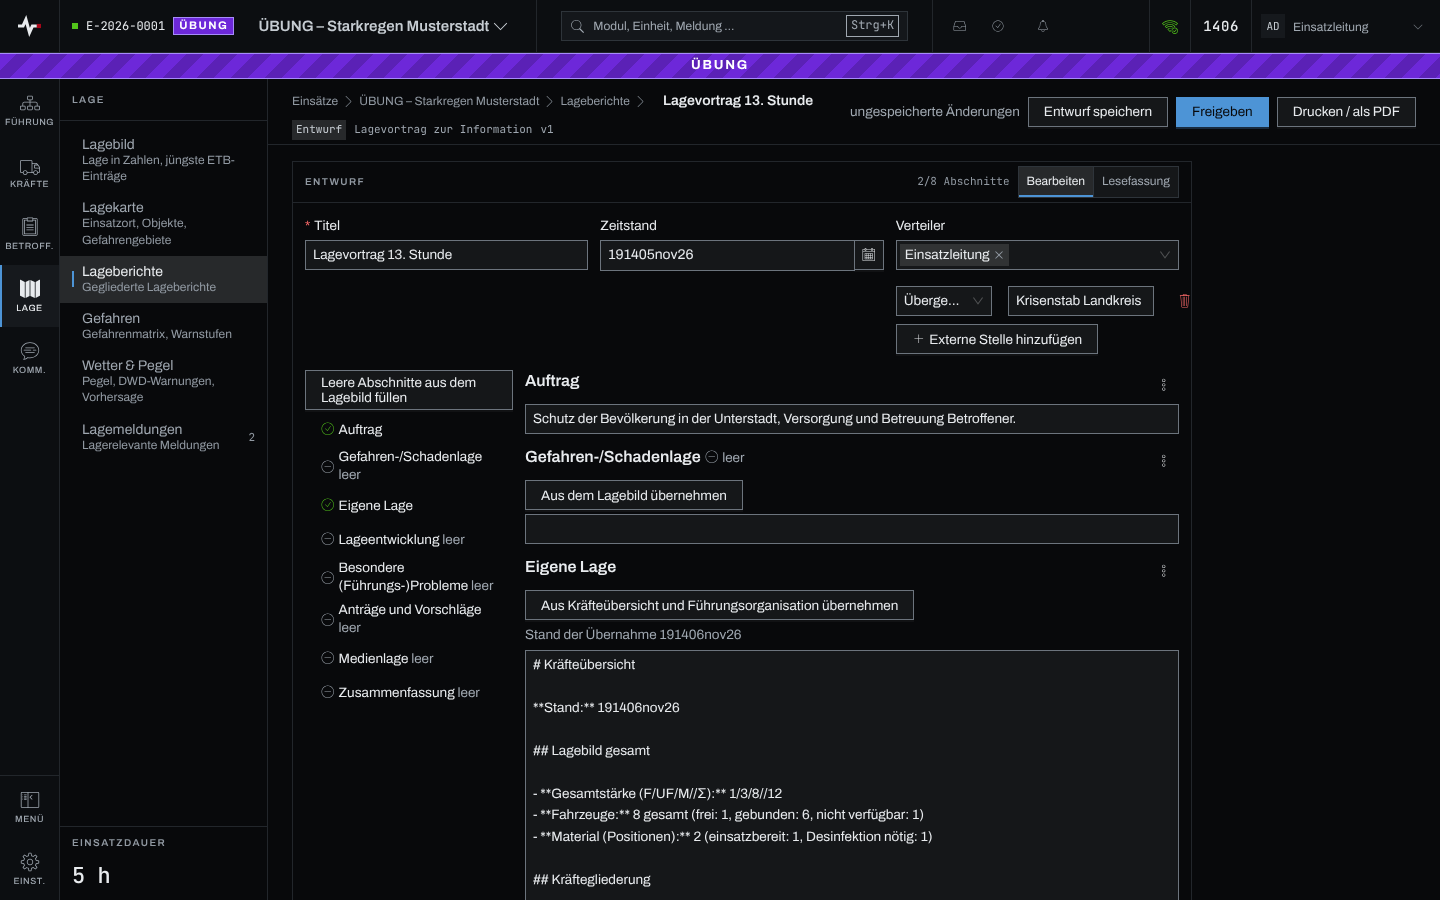 E-2026-0001 ÜBUNG ÜBUNG – Starkregen Musterstadt
Modul, Einheit, Meldung ... Strg+K
1406 AD Einsatzleitung
ÜBUNG
FÜHRUNG
KRÄFTE
BETROFF.
LAGE
KOMM.
MENÜ
EINST.
LAGE
Lagebild
Lage in Zahlen, jüngste ETB-
Einträge
Lagekarte
Einsatzort, Objekte,
Gefahrengebiete
Lageberichte
Gegliederte Lageberichte
Gefahren
Gefahrenmatrix, Warnstufen
Wetter & Pegel
Pegel, DWD-Warnungen,
Vorhersage
Lagemeldungen 2
Lagerelevante Meldungen
EINSATZDAUER
5 h
Einsätze ÜBUNG – Starkregen Musterstadt Lageberichte Lagevortrag 13. Stunde
Entwurf Lagevortrag zur Information v1
ungespeicherte Änderungen Entwurf speichern Freigeben Drucken / als PDF
ENTWURF 2/8 Abschnitte Bearbeiten Lesefassung
* Titel Zeitstand Verteiler
Lagevortrag 13. Stunde 191405nov26 Einsatzleitung
Überge... Krisenstab Landkreis
+ Externe Stelle hinzufügen
Leere Abschnitte aus dem
Lagebild füllen
Auftrag
Gefahren-/Schadenlage
leer
Eigene Lage
Lageentwicklung leer
Besondere
(Führungs-)Probleme leer
Anträge und Vorschläge
leer
Medienlage leer
Zusammenfassung leer
Auftrag
Schutz der Bevölkerung in der Unterstadt, Versorgung und Betreuung Betroffener.
Gefahren-/Schadenlage leer
Aus dem Lagebild übernehmen
Eigene Lage
Aus Kräfteübersicht und Führungsorganisation übernehmen
Stand der Übernahme 191406nov26
# Kräfteübersicht
**Stand:** 191406nov26
## Lagebild gesamt
- **Gesamtstärke (F/UF/M//Σ):** 1/3/8//12
- **Fahrzeuge:** 8 gesamt (frei: 1, gebunden: 6, nicht verfügbar: 1)
- **Material (Positionen):** 2 (einsatzbereit: 1, Desinfektion nötig: 1)
## Kräftegliederung